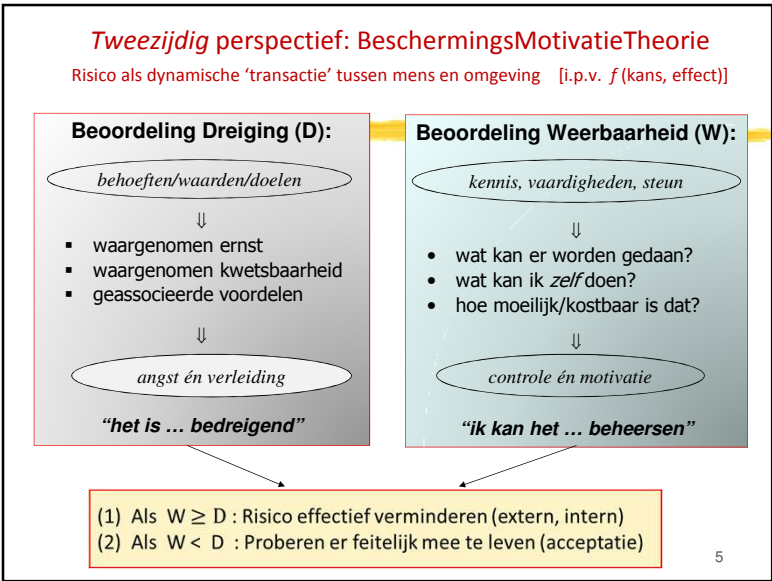 Tweezijdig perspectief: BeschermingsMotivatieTheorie
Risico als dynamische ‘transactie’ tussen mens en omgeving [i.p.v. f (kans, effect)]
Beoordeling Dreiging (D):
behoeften/waarden/doelen
⇓
▪ waargenomen ernst
▪ waargenomen kwetsbaarheid
▪ geassocieerde voordelen
⇓
angst én verleiding
“het is … bedreigend”
Beoordeling Weerbaarheid (W):
kennis, vaardigheden, steun
⇓
• wat kan er worden gedaan?
• wat kan ik zelf doen?
• hoe moeilijk/kostbaar is dat?
⇓
controle én motivatie
“ik kan het … beheersen”
(1) Als W ≥ D : Risico effectief verminderen (extern, intern)
(2) Als W < D : Proberen er feitelijk mee te leven (acceptatie)
5